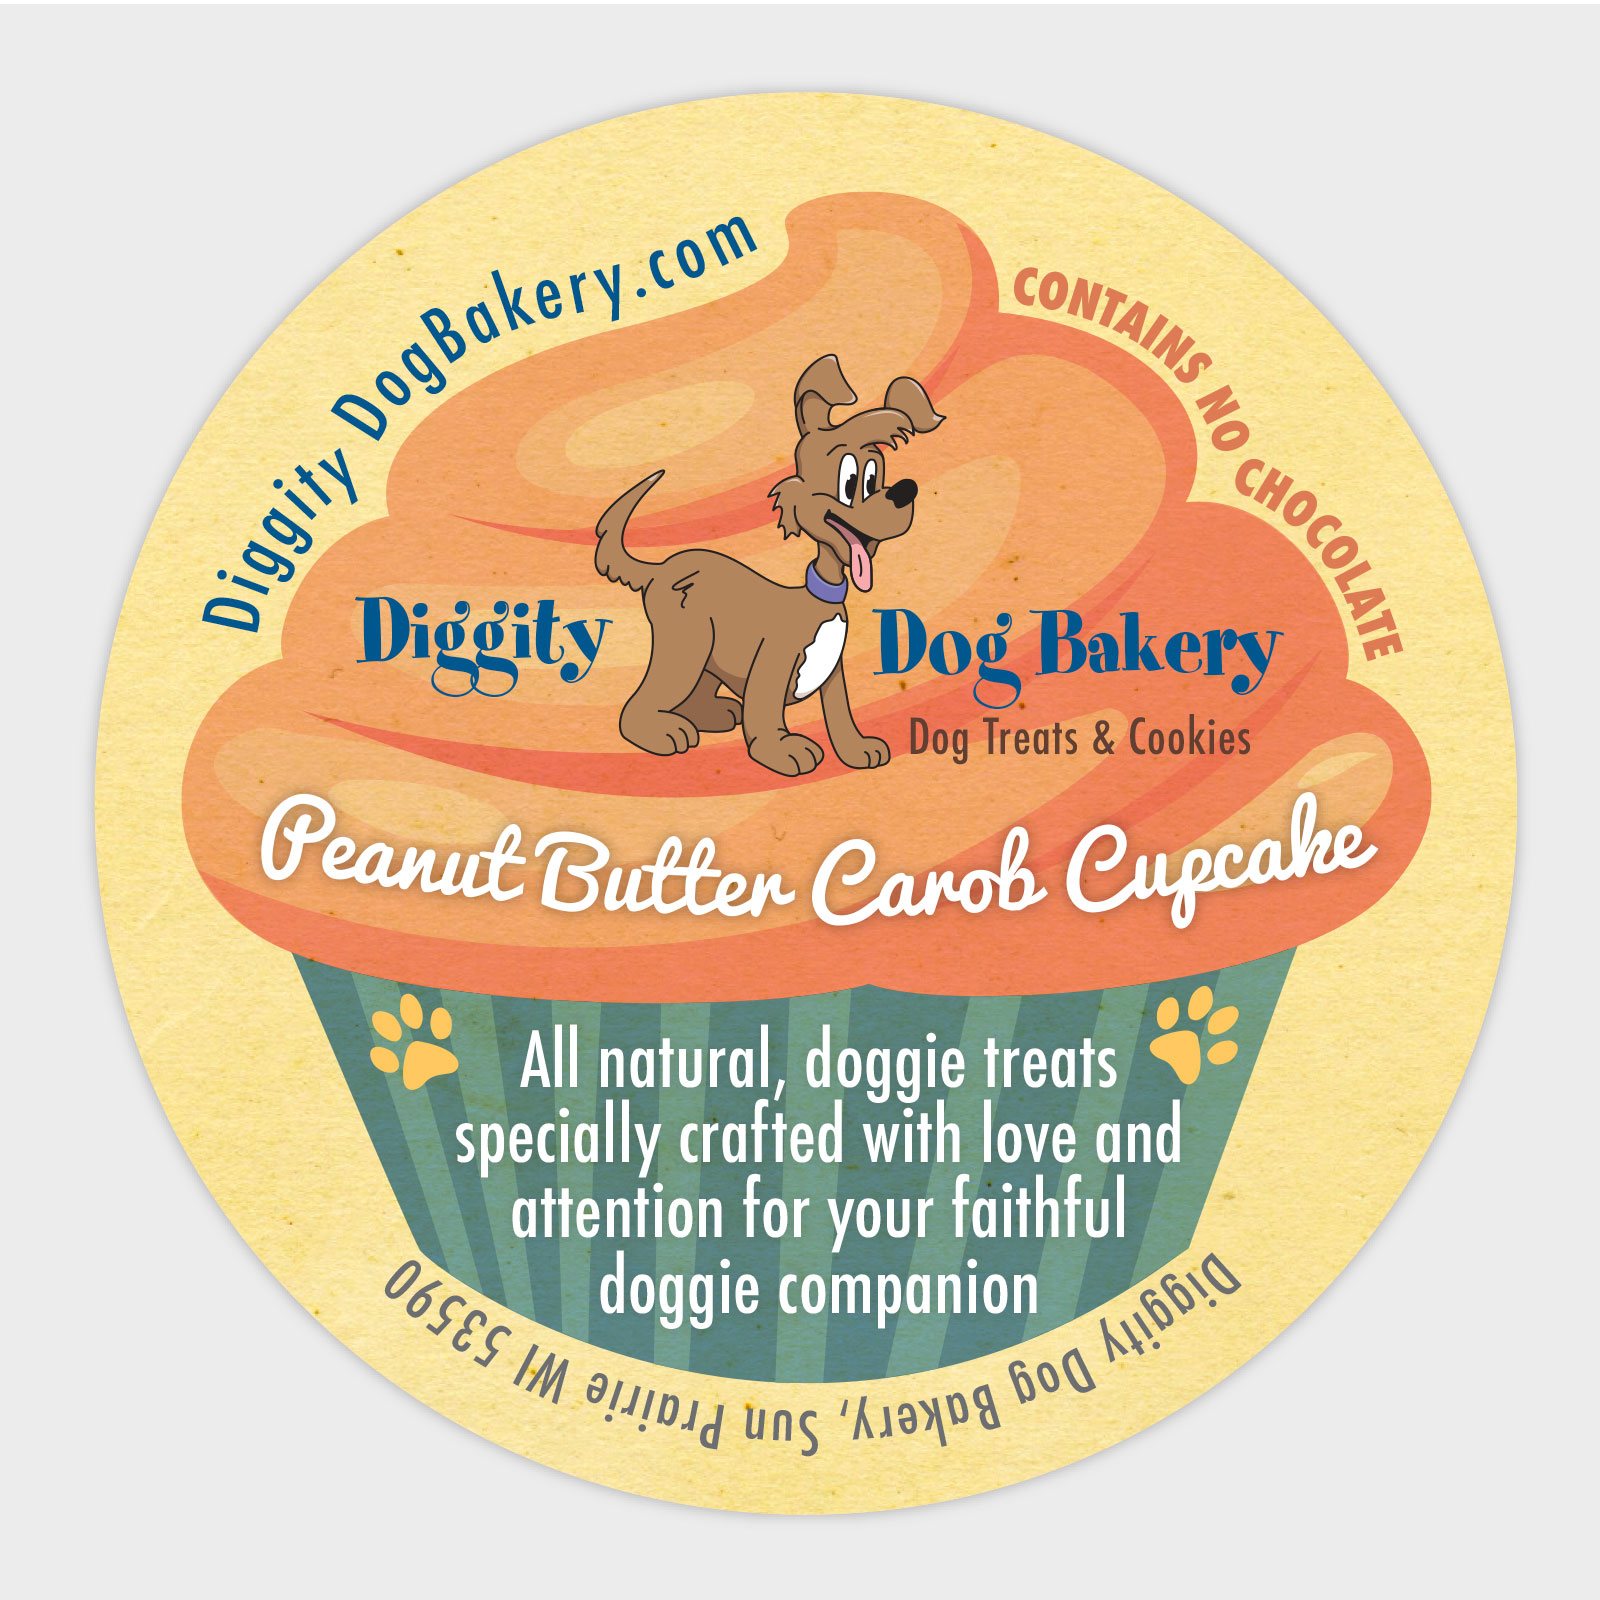 Diggity DogBakery.com
CONTAINS NO CHOCOLATE
Diggity Dog Bakery
Dog Treats & Cookies
Peanut Butter Carob Cupcake
All natural, doggie treats
specially crafted with love and
attention for your faithful
doggie companion
Diggity Dog Bakery, Sun Prairie WI 53590